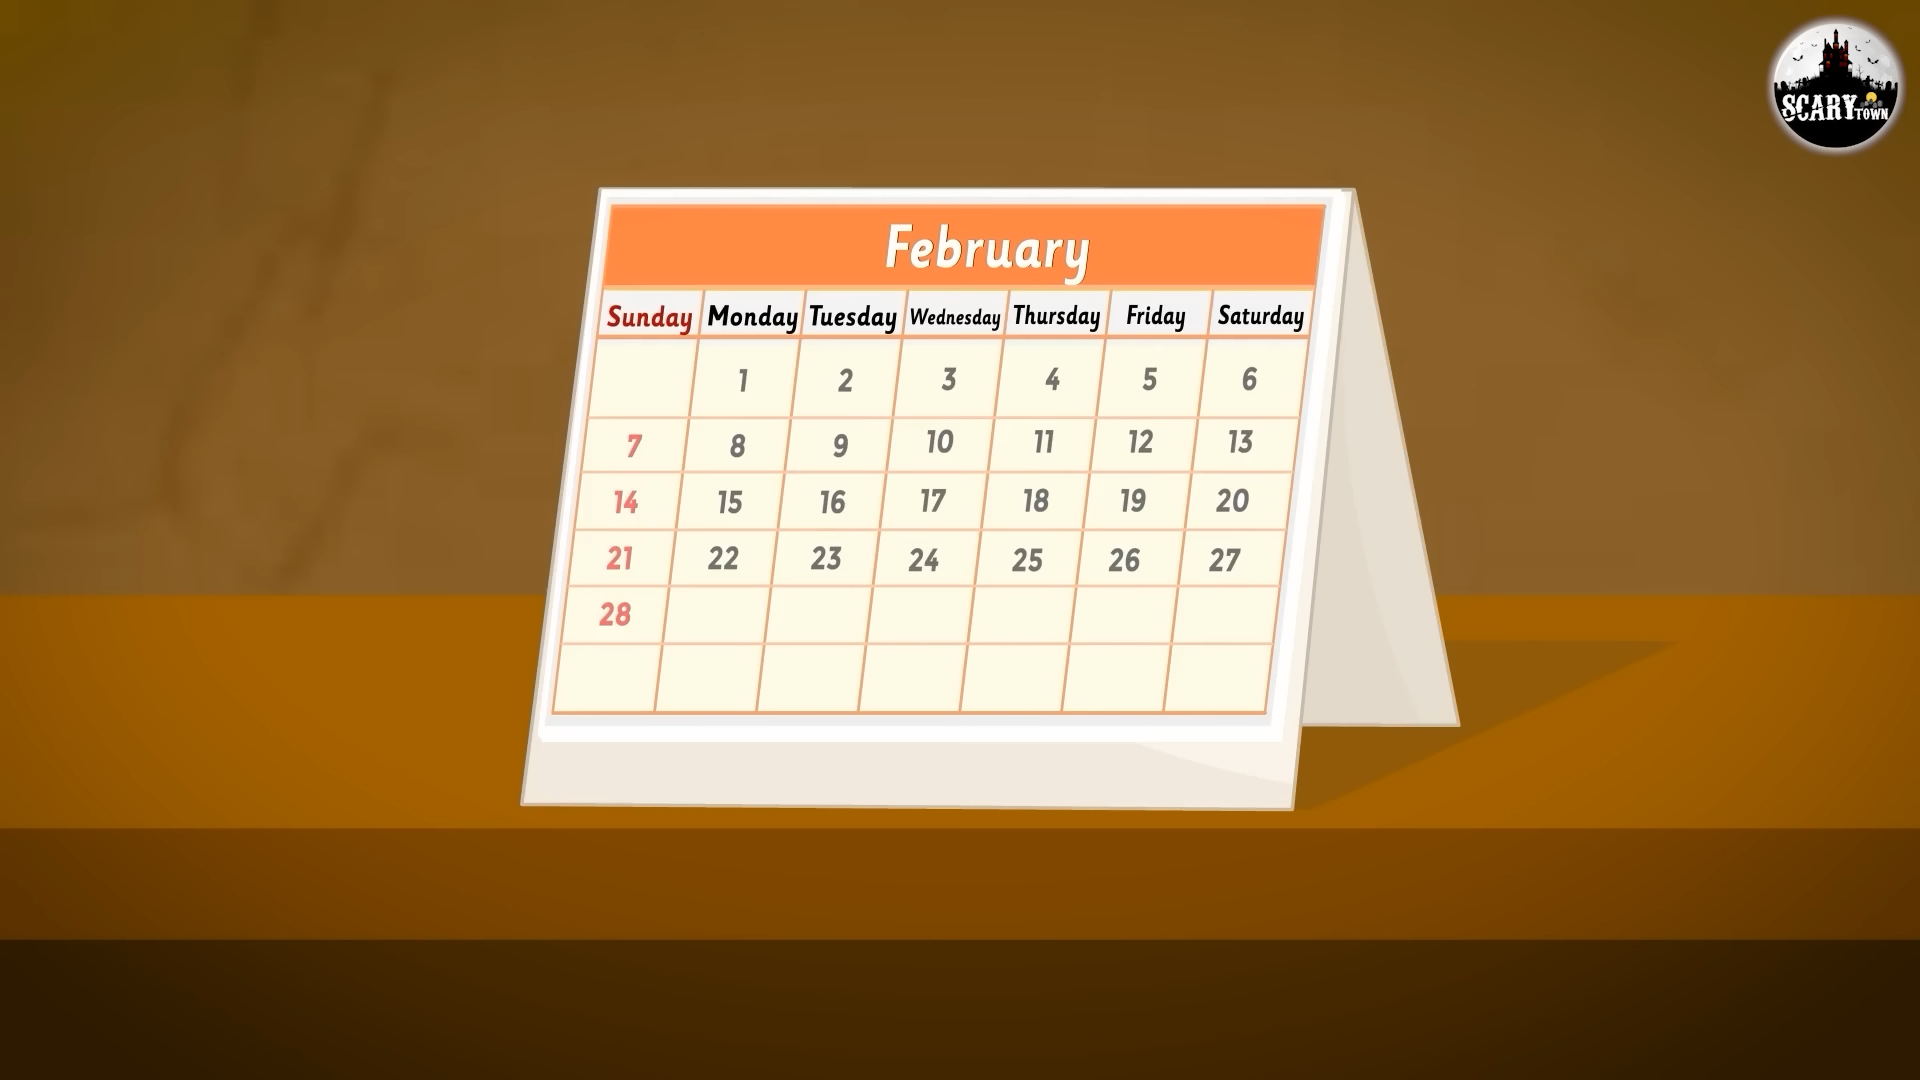 SCARY TOWN
February
Sunday Monday Tuesday Wednesday Thursday Friday Saturday
1 2 3 4 5 6
7 8 9 10 11 12 13
14 15 16 17 18 19 20
21 22 23 24 25 26 27
28